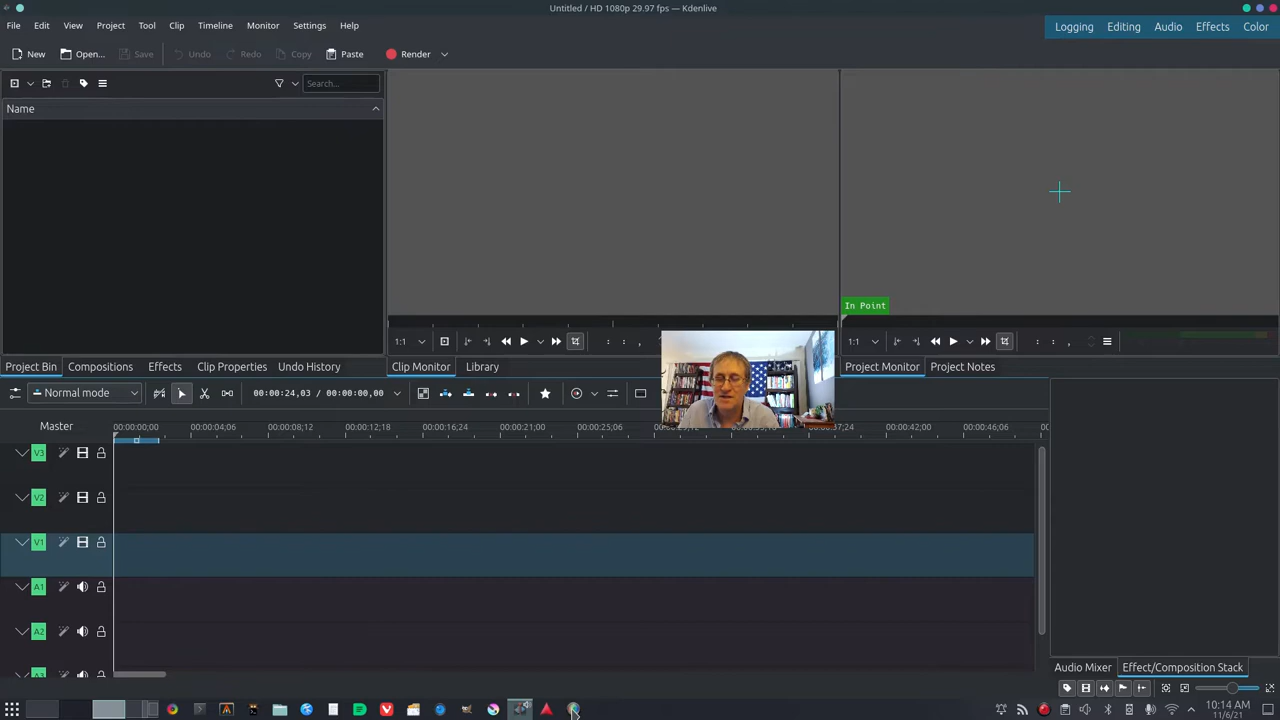 Untitled / HD 1080p 29.97 fps — Kdenlive
File Edit View Project Tool Clip Timeline Monitor Settings Help
Logging Editing Audio Effects Color
New Open... Save Undo Redo Copy Paste Render
Search...
Name
In Point
1:1
1:1
Project Bin Compositions Effects Clip Properties Undo History
Clip Monitor Library
Project Monitor Project Notes
Normal mode
00:00:24,03 / 00:00:00,00
Master
00:00:00,00 00:00:04,06 00:00:08,12 00:00:12,18 00:00:16,24 00:00:21,00 00:00:25,06 00:00:37,24 00:00:42,00 00:00:46,06
V3
V2
V1
A1
A2
Audio Mixer Effect/Composition Stack
10:14 AM
11/6/21